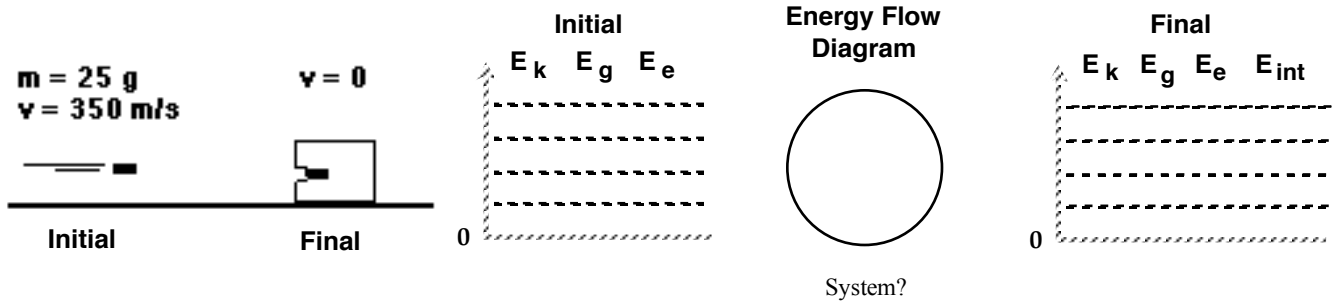 m = 25 g
v = 350 m/s
v = 0
Initial
Final
Initial
E k E g E e
0
Energy Flow
Diagram
System?
Final
E k E g E e E int
0